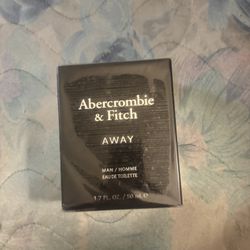 Abercrombie
& Fitch
AWAY
MAN / HOMME
EAU DE TOILETTE
1.7 FL. OZ. / 50 mL ℮